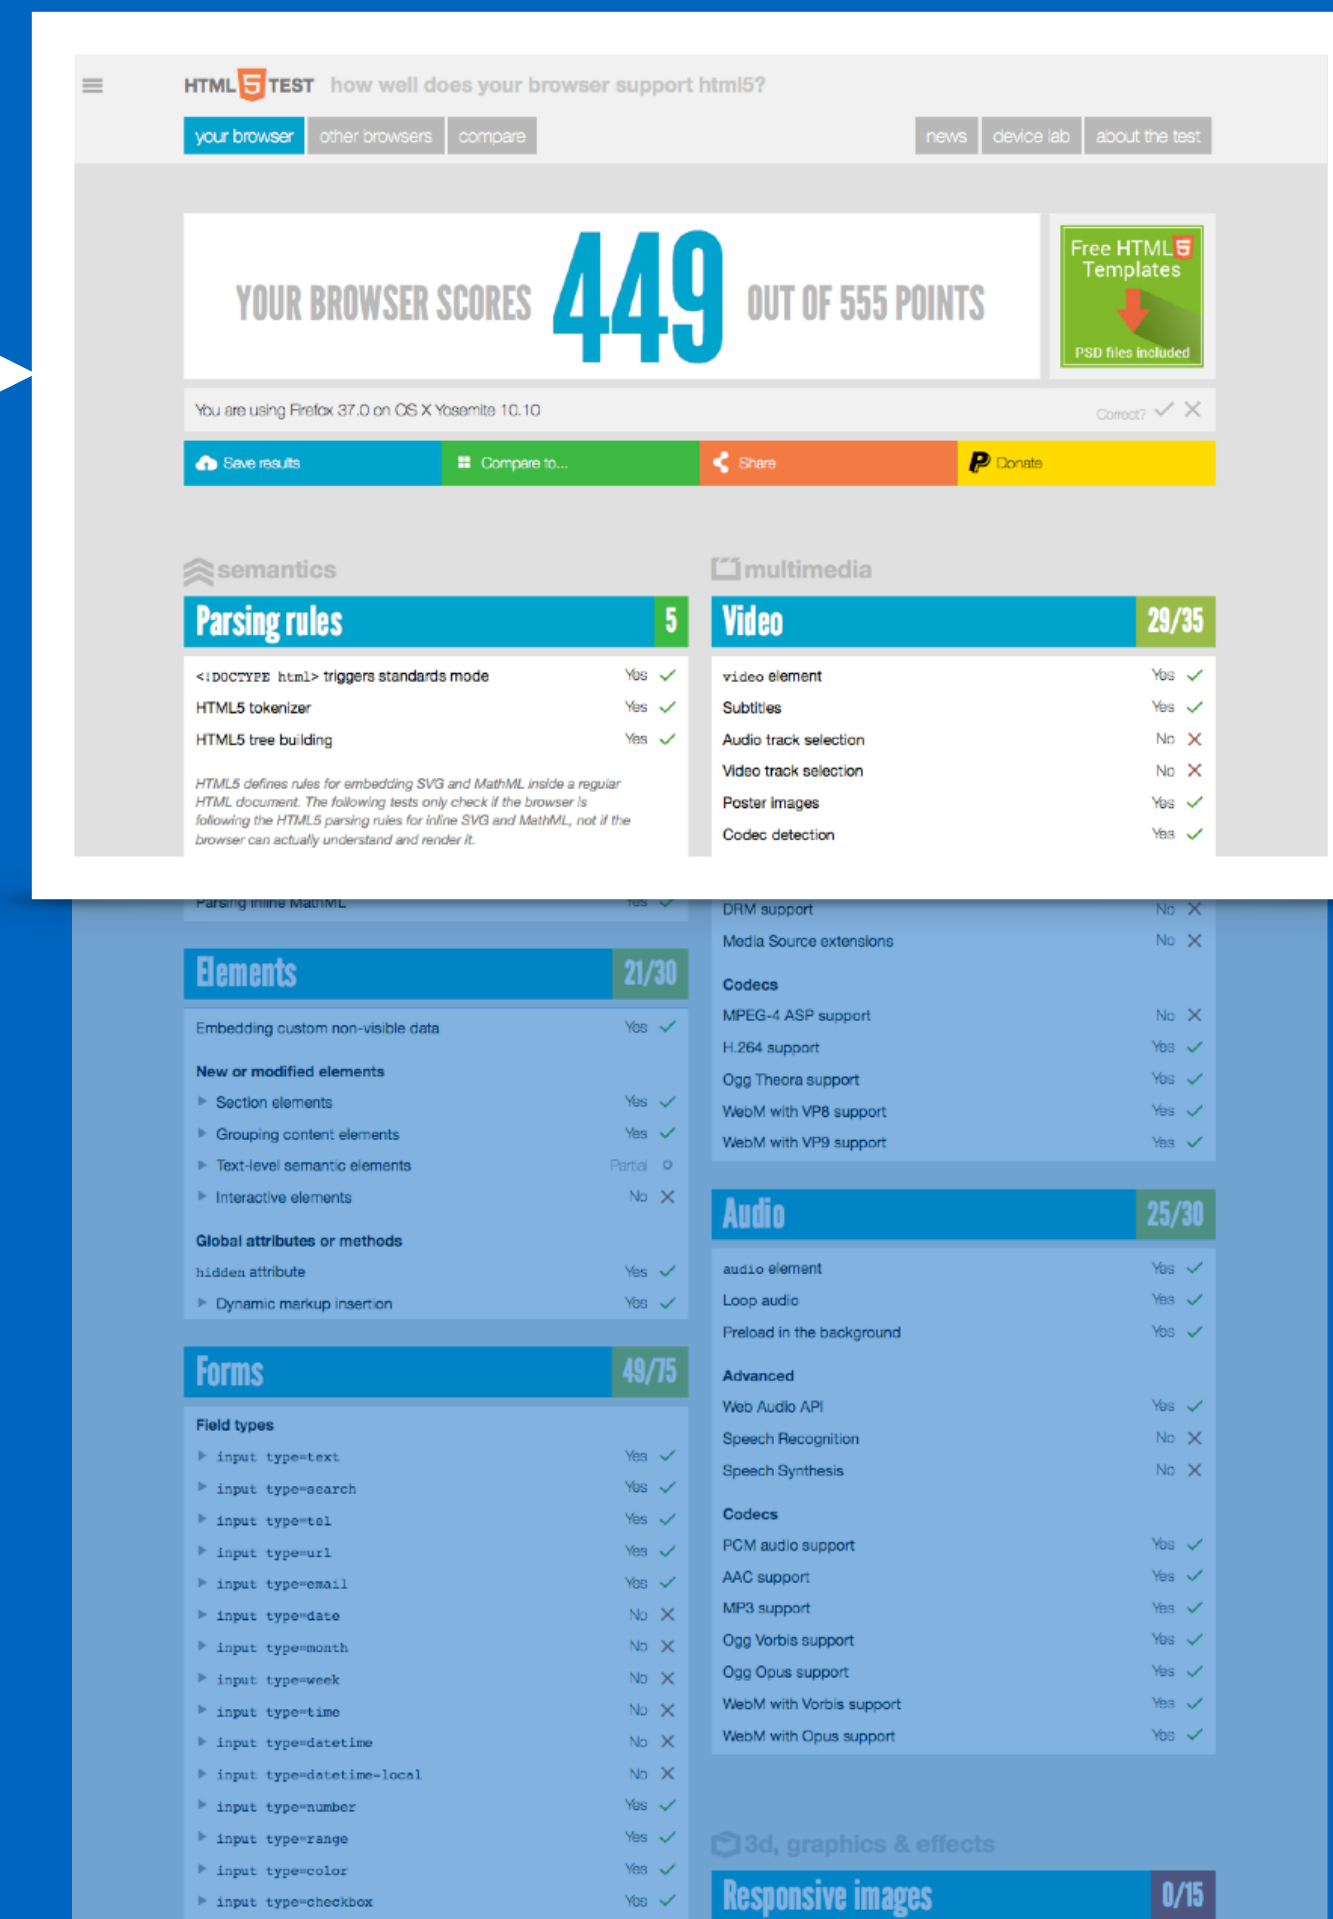 HTML5TEST how well does your browser support html5?
your browser other browsers compare news device lab about the test
YOUR BROWSER SCORES 449 OUT OF 555 POINTS
Free HTML5
Templates
PSD files included
You are using Firefox 37.0 on OS X Yosemite 10.10
Correct?
Save results Compare to... Share Donate
semantics
Parsing rules 5
<!DOCTYPE html> triggers standards mode Yes
HTML5 tokenizer Yes
HTML5 tree building Yes
HTML5 defines rules for embedding SVG and MathML inside a regular
HTML document. The following tests only check if the browser is
following the HTML5 parsing rules for inline SVG and MathML, not if the
browser can actually understand and render it.
Parsing inline MathML Yes
Elements 21/30
Embedding custom non-visible data Yes
New or modified elements
Section elements Yes
Grouping content elements Yes
Text-level semantic elements Partial
Interactive elements No
Global attributes or methods
hidden attribute Yes
Dynamic markup insertion Yes
Forms 49/75
Field types
input type=text Yes
input type=search Yes
input type=tel Yes
input type=url Yes
input type=email Yes
input type=date No
input type=month No
input type=week No
input type=time No
input type=datetime No
input type=datetime-local No
input type=number Yes
input type=range Yes
input type=color Yes
input type=checkbox Yes
multimedia
Video 29/35
video element Yes
Subtitles Yes
Audio track selection No
Video track selection No
Poster images Yes
Codec detection Yes
DRM support No
Media Source extensions No
Codecs
MPEG-4 ASP support No
H.264 support Yes
Ogg Theora support Yes
WebM with VP8 support Yes
WebM with VP9 support Yes
Audio 25/30
audio element Yes
Loop audio Yes
Preload in the background Yes
Advanced
Web Audio API Yes
Speech Recognition No
Speech Synthesis No
Codecs
PCM audio support Yes
AAC support Yes
MP3 support Yes
Ogg Vorbis support Yes
Ogg Opus support Yes
WebM with Vorbis support Yes
WebM with Opus support Yes
3d, graphics & effects
Responsive images 0/15